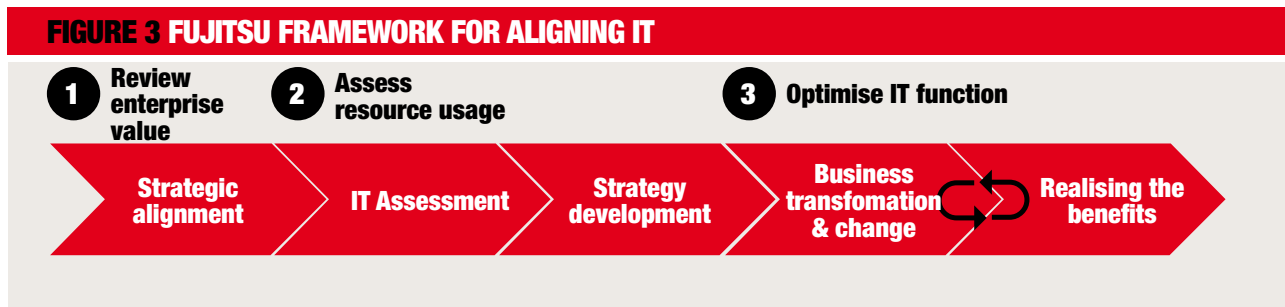 FIGURE 3 FUJITSU FRAMEWORK FOR ALIGNING IT
1
Review
enterprise
value
2
Assess
resource usage
3
Optimise IT function
Strategic
alignment
IT Assessment
Strategy
development
Business
transfomation
& change
Realising the
benefits